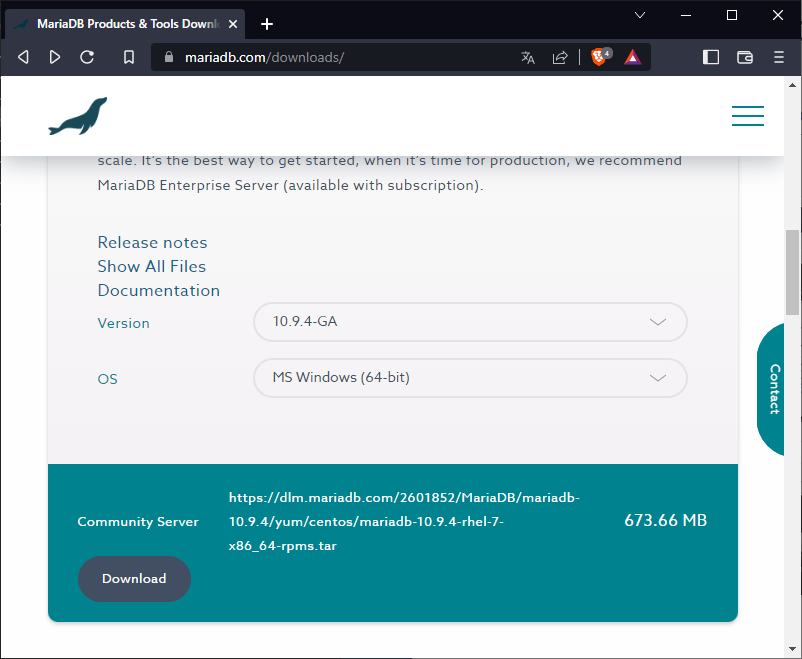 MariaDB Products & Tools Downl
mariadb.com/downloads/
4
scale. It's the best way to get started, when it's time for production, we recommend
MariaDB Enterprise Server (available with subscription).
Release notes
Show All Files
Documentation
Version
10.9.4-GA
OS
MS Windows (64-bit)
Contact
Community Server
https://dlm.mariadb.com/2601852/MariaDB/mariadb-
10.9.4/yum/centos/mariadb-10.9.4-rhel-7-
x86_64-rpms.tar
673.66 MB
Download